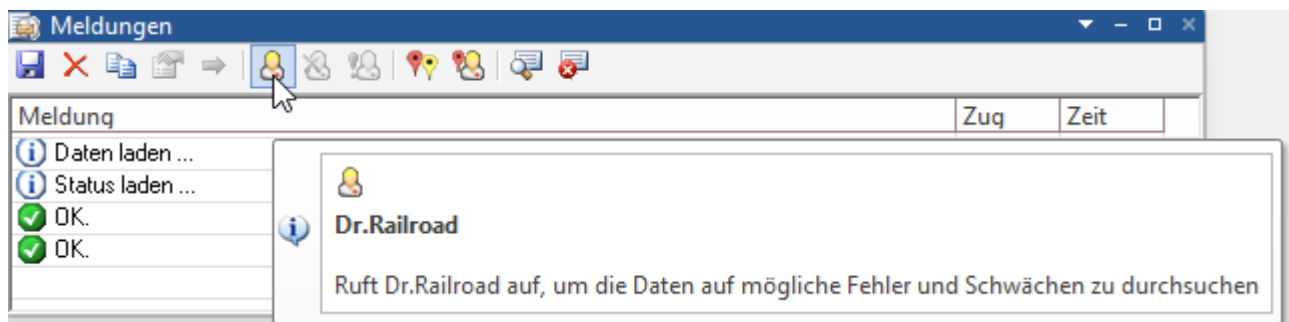 Meldungen
Meldung Zug Zeit
Daten laden ...
Status laden ...
OK.
OK.
Dr.Railroad
Ruft Dr.Railroad auf, um die Daten auf mögliche Fehler und Schwächen zu durchsuchen